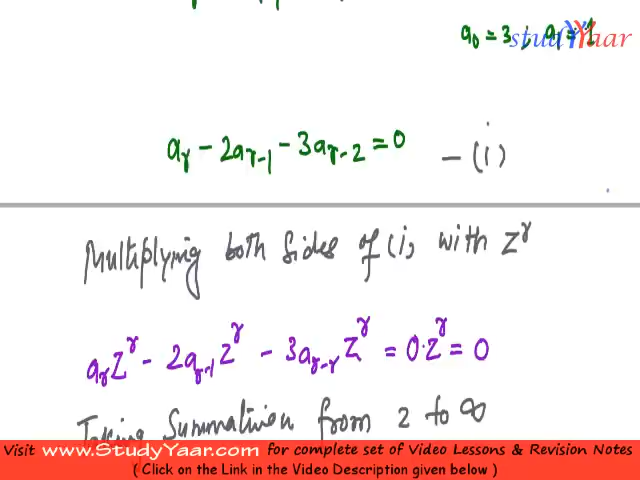 a₀ = 3 ; a₁ = 1
studyYaar
aᵣ − 2aᵣ₋₁ − 3aᵣ₋₂ = 0 — (i)
Multiplying both sides of (i) with Zʳ
aᵣZʳ − 2aᵣ₋₁Zʳ − 3aᵣ₋ᵣZʳ = 0·Zʳ = 0
Taking Summation from 2 to ∞
Visit www.StudyYaar.com for complete set of Video Lessons & Revision Notes
( Click on the Link in the Video Description given below )